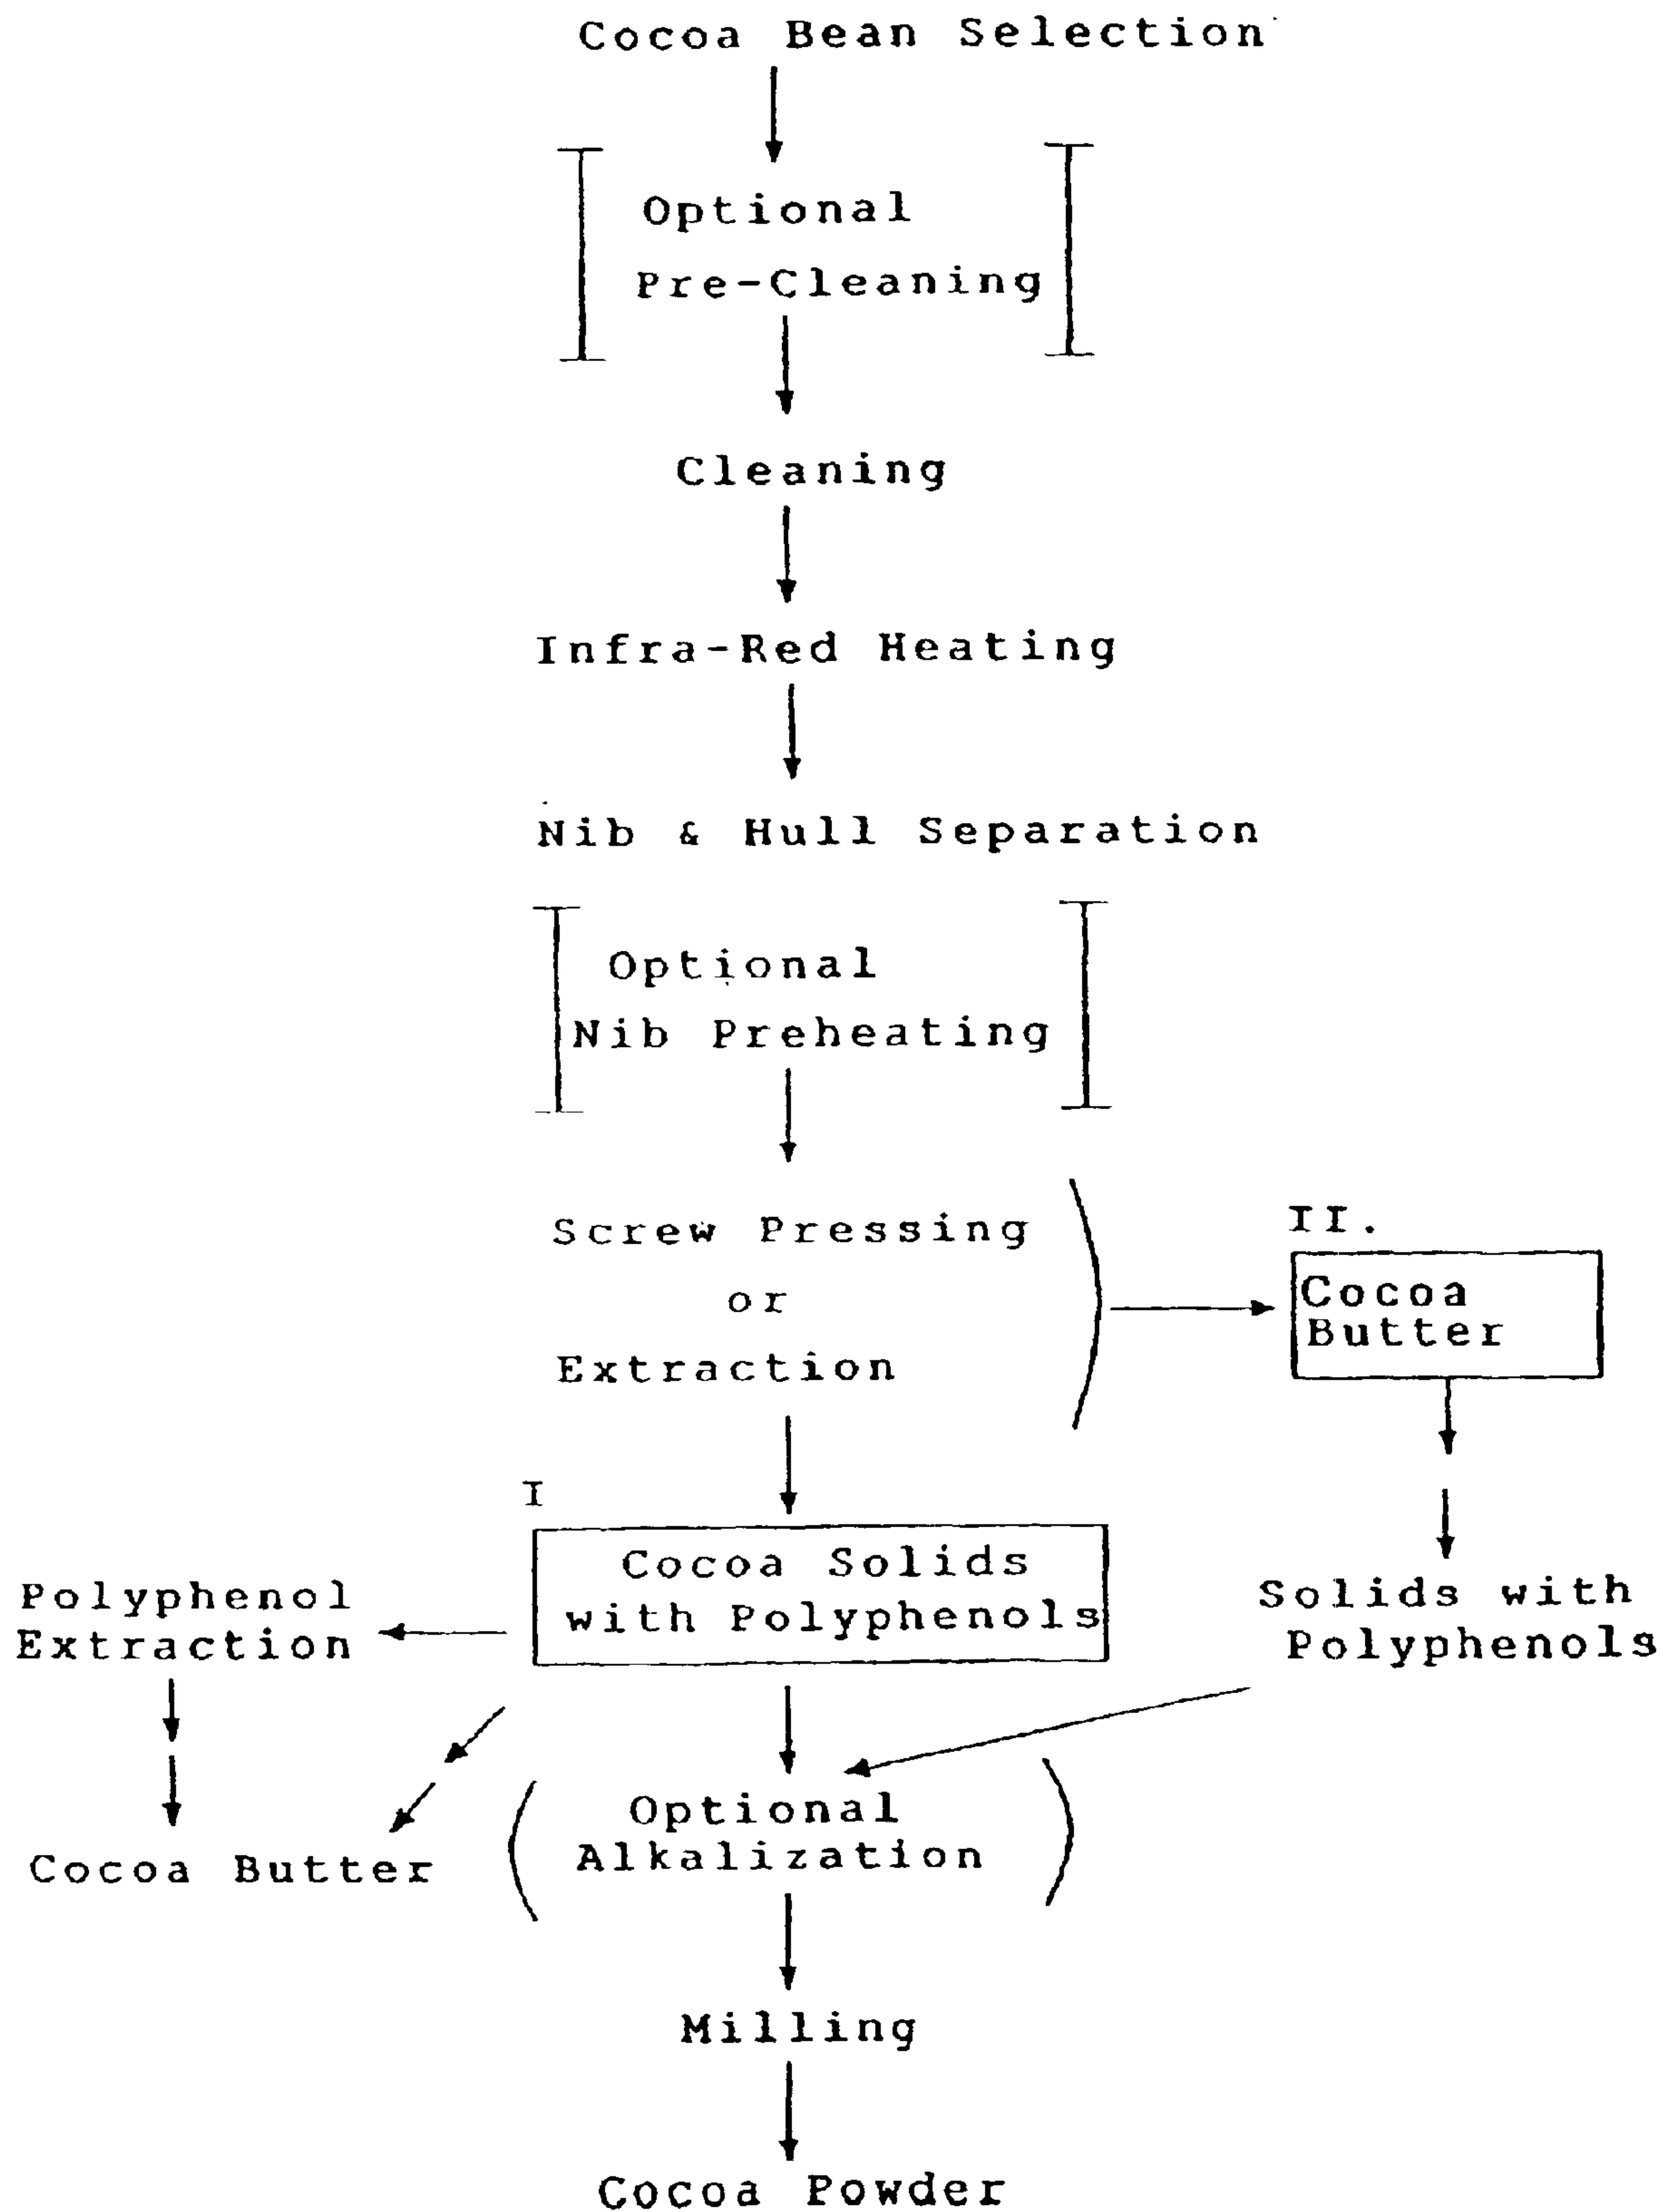 Cocoa Bean Selection
Optional
Pre-Cleaning
Cleaning
Infra-Red Heating
Nib & Hull Separation
Optional
Nib Preheating
Screw Pressing
or
Extraction
II.
Cocoa
Butter
I
Cocoa Solids
with Polyphenols
Polyphenol
Extraction
Solids with
Polyphenols
Cocoa Butter
Optional
Alkalization
Milling
Cocoa Powder